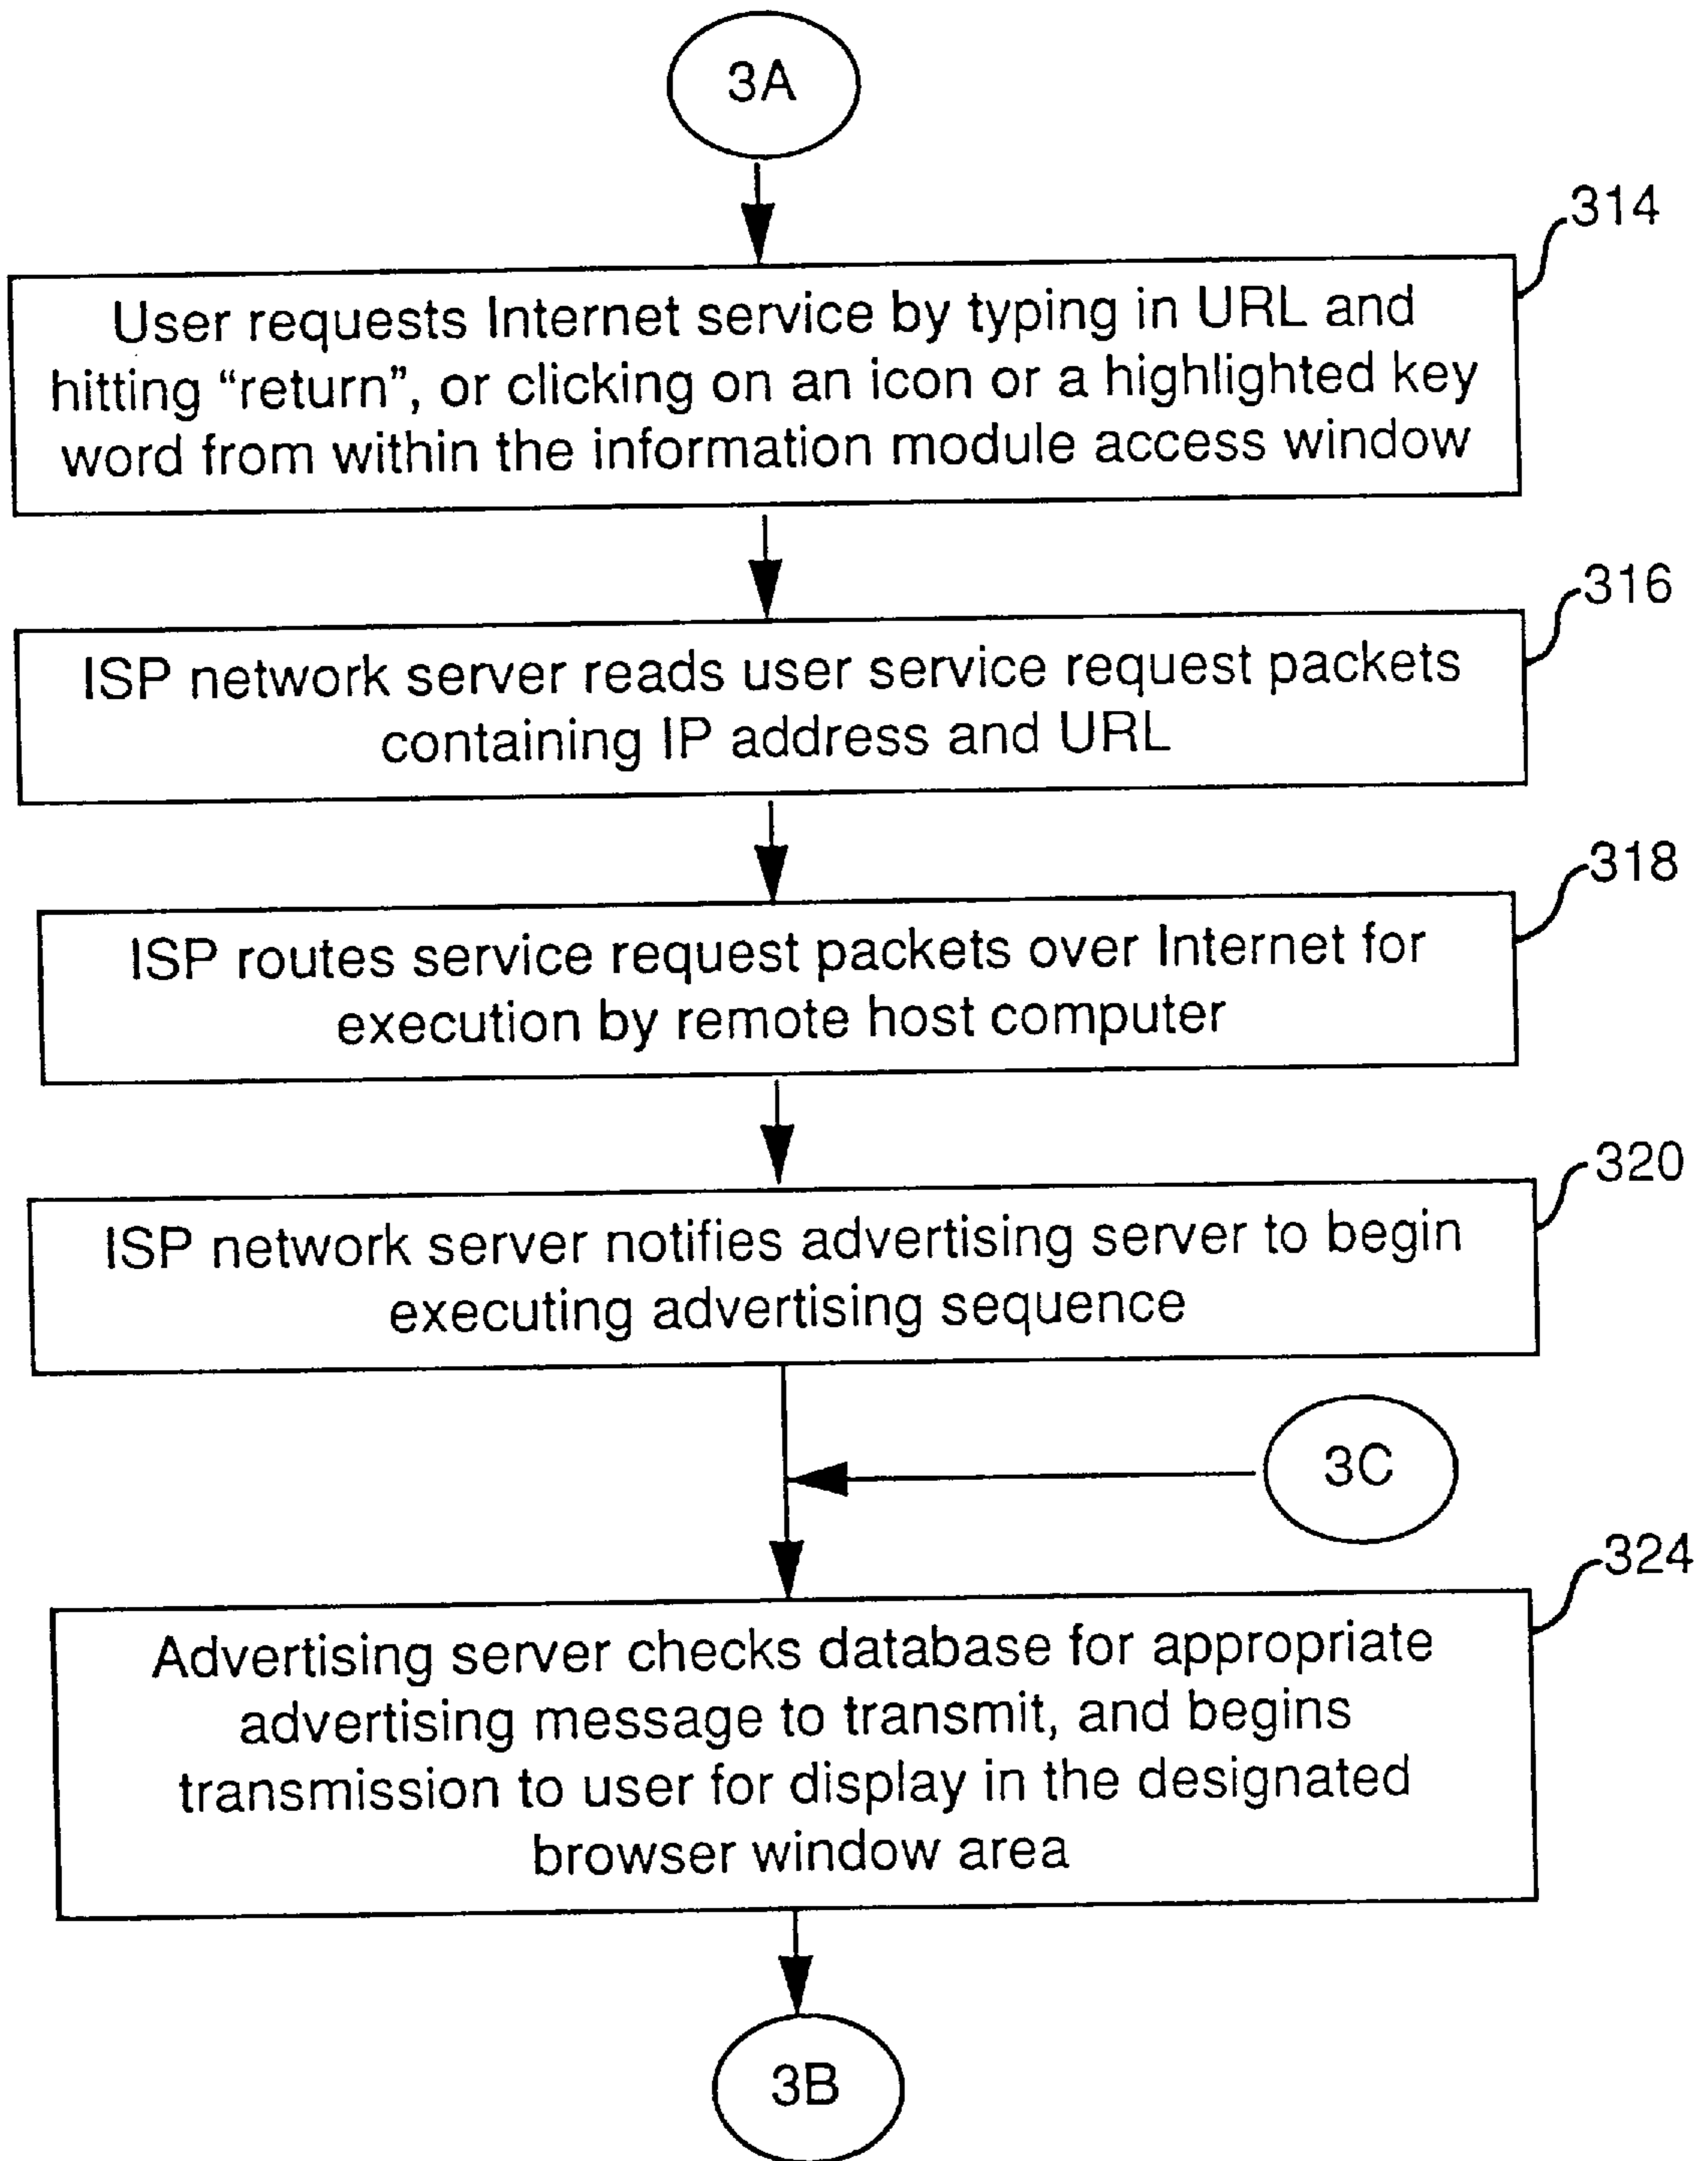 3A
314
User requests Internet service by typing in URL and
hitting “return”, or clicking on an icon or a highlighted key
word from within the information module access window
316
ISP network server reads user service request packets
containing IP address and URL
318
ISP routes service request packets over Internet for
execution by remote host computer
320
ISP network server notifies advertising server to begin
executing advertising sequence
3C
324
Advertising server checks database for appropriate
advertising message to transmit, and begins
transmission to user for display in the designated
browser window area
3B